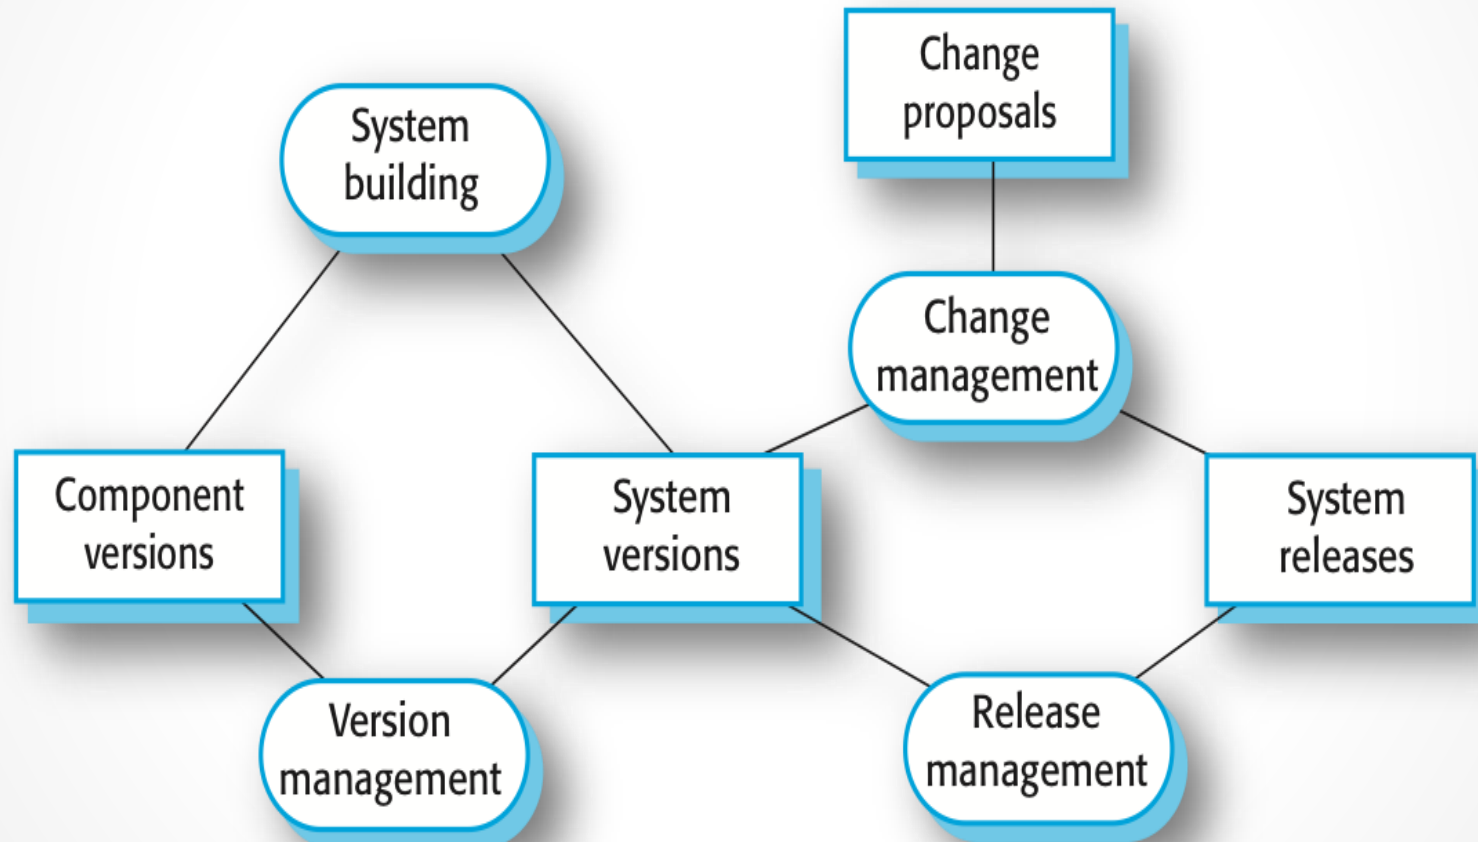 Change
proposals
System
building
Change
management
Component
versions
System
versions
System
releases
Version
management
Release
management